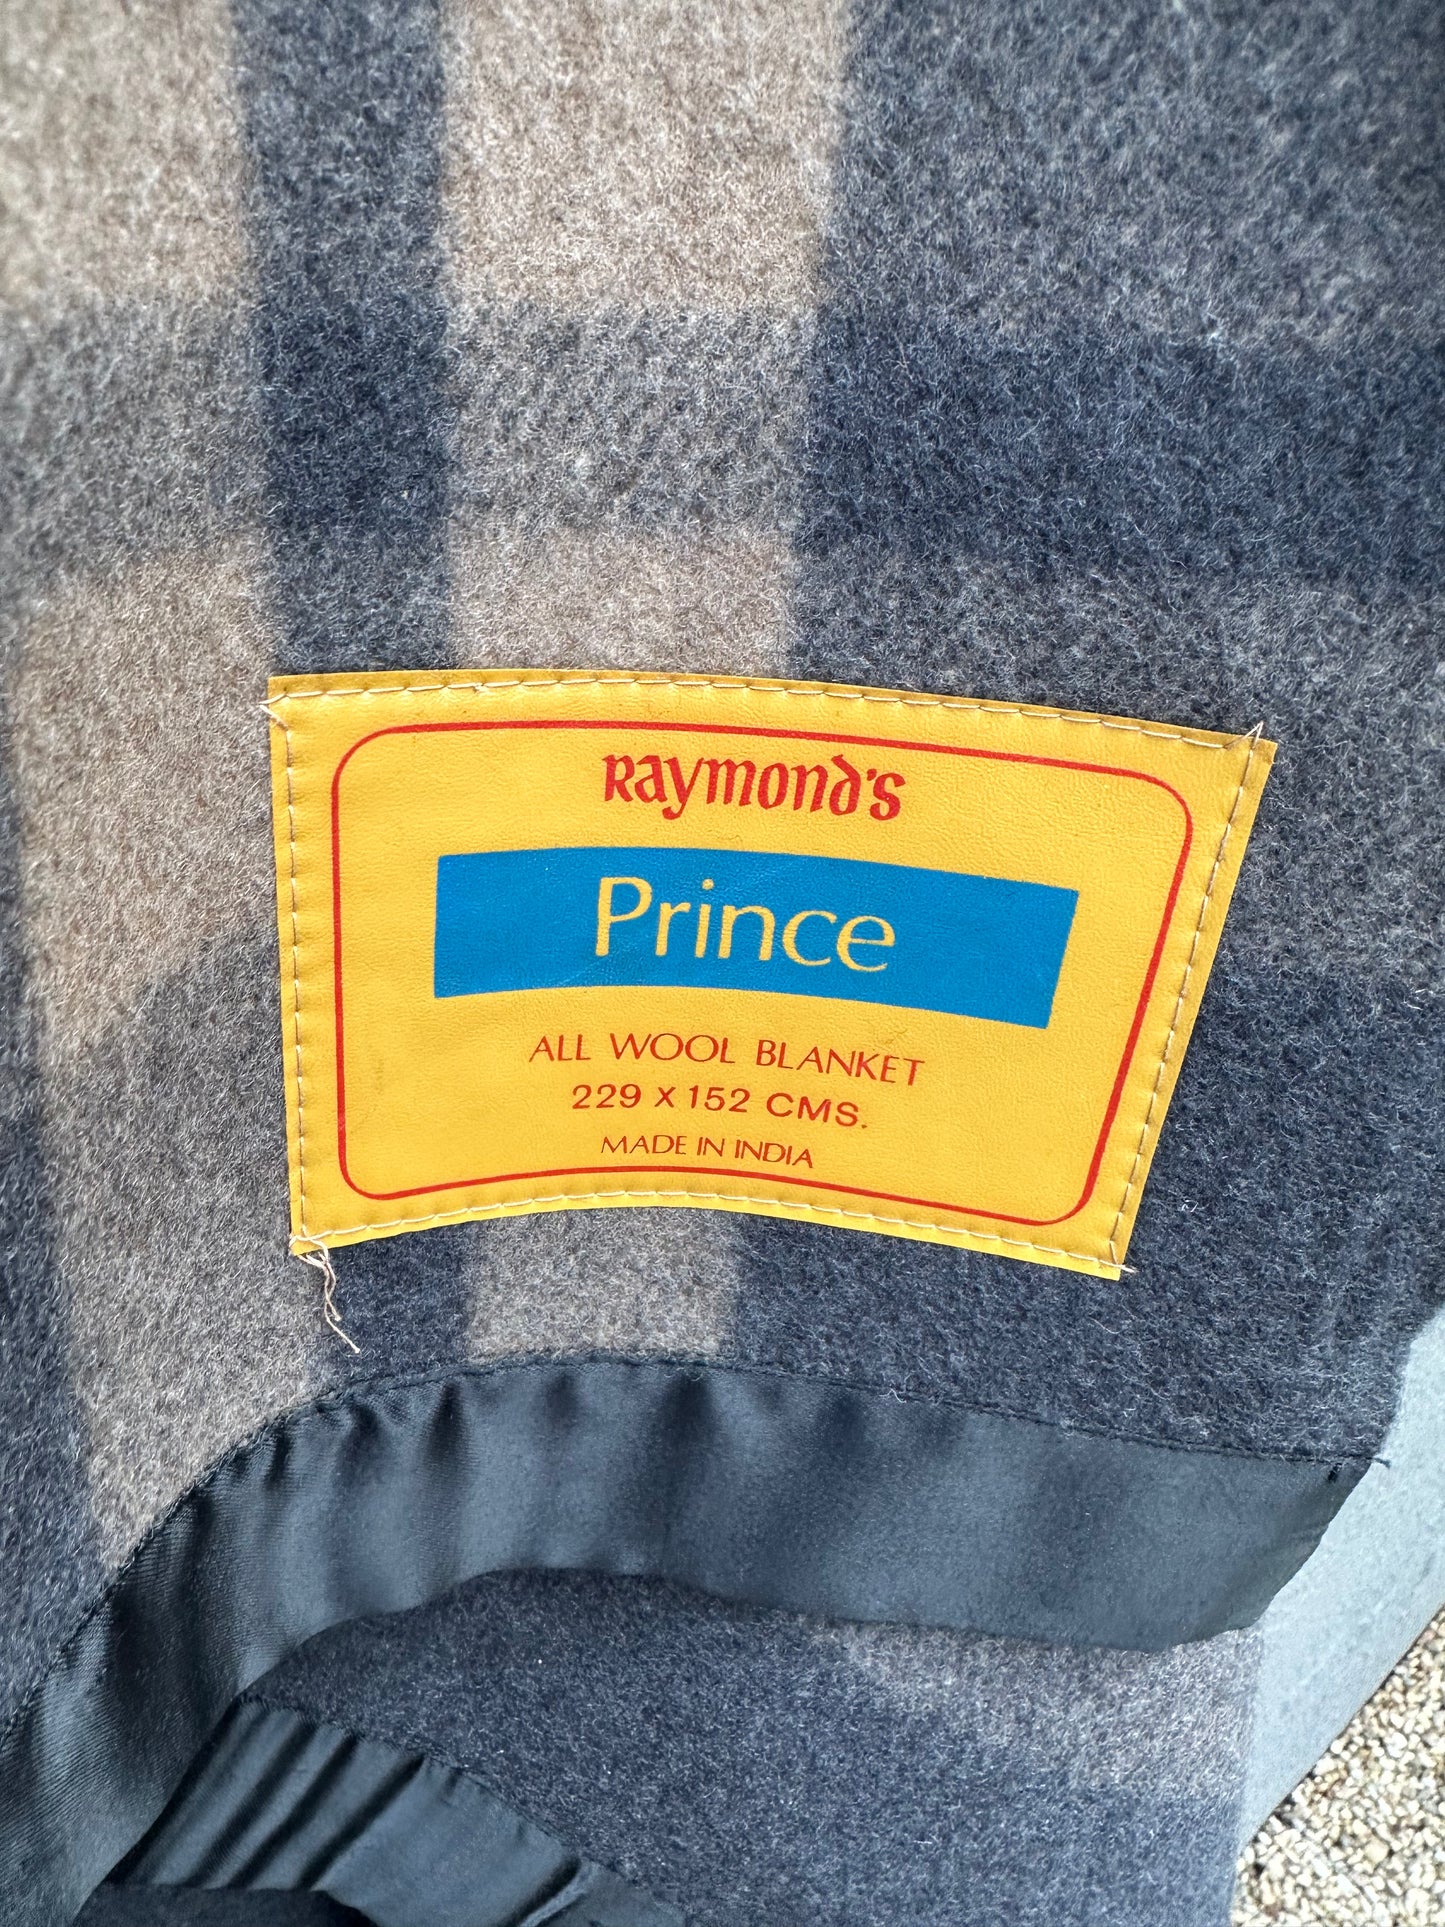 Raymond's
Prince
ALL WOOL BLANKET
229 X 152 CMS.
MADE IN INDIA